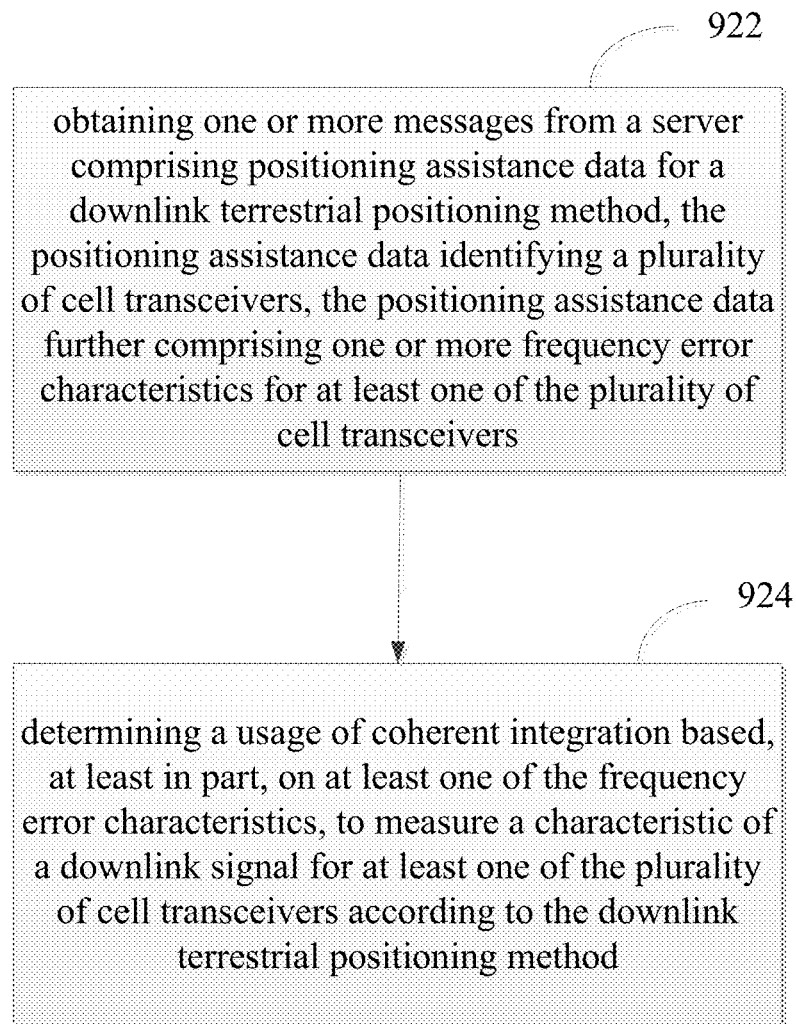 922
obtaining one or more messages from a server
comprising positioning assistance data for a
downlink terrestrial positioning method, the
positioning assistance data identifying a plurality
of cell transceivers, the positioning assistance data
further comprising one or more frequency error
characteristics for at least one of the plurality of
cell transceivers
924
determining a usage of coherent integration based,
at least in part, on at least one of the frequency
error characteristics, to measure a characteristic of
a downlink signal for at least one of the plurality
of cell transceivers according to the downlink
terrestrial positioning method